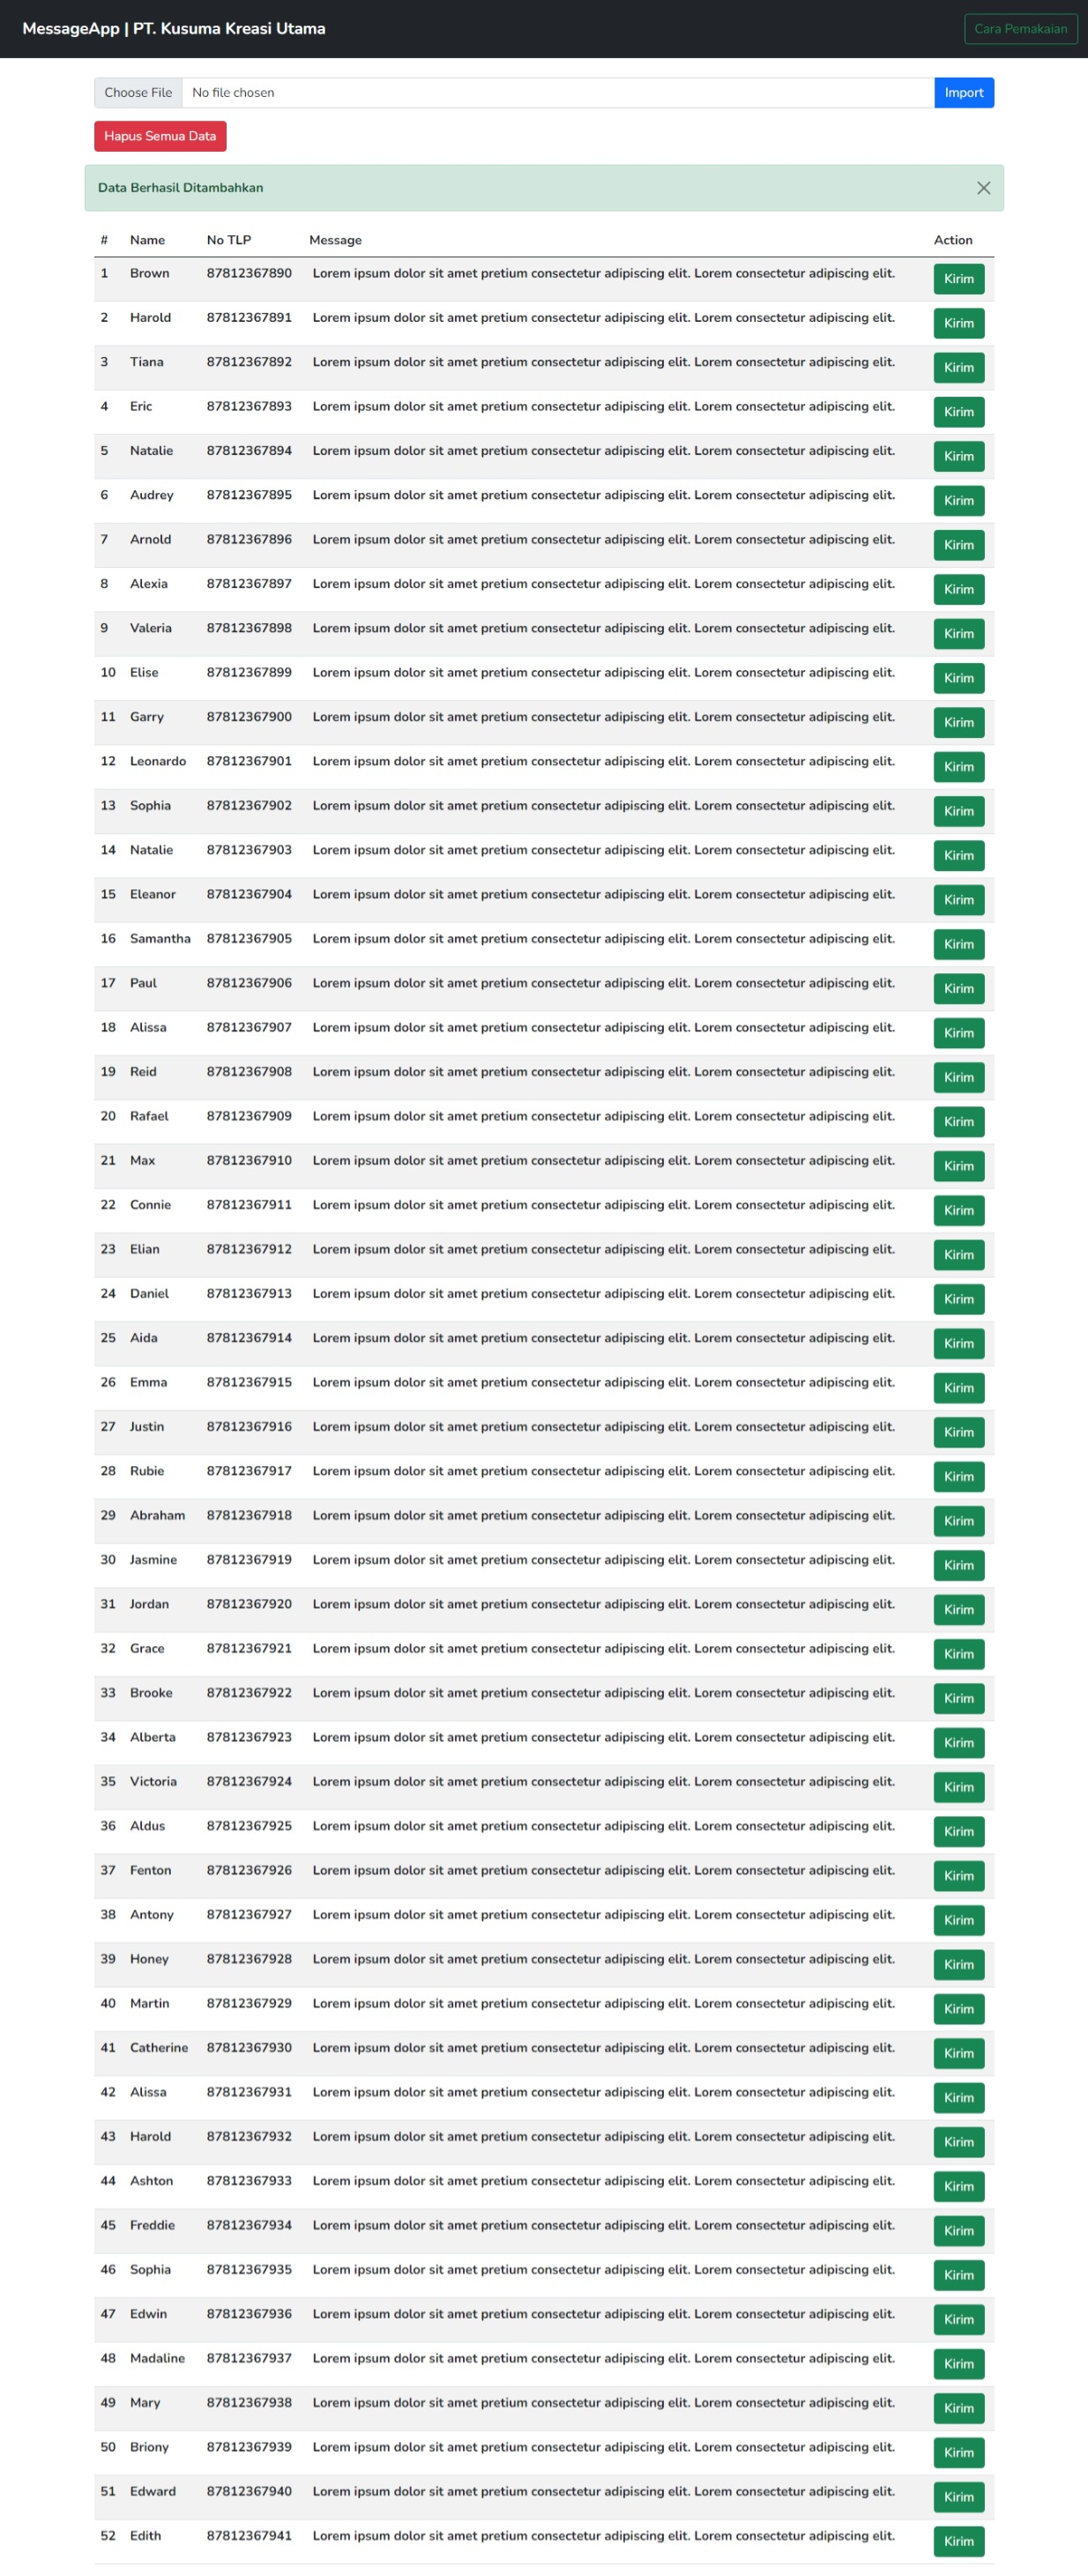 MessageApp | PT. Kusuma Kreasi Utama Cara Pemakaian
Choose File No file chosen Import
Hapus Semua Data
Data Berhasil Ditambahkan
# Name No TLP Message Action
1 Brown 87812367890 Lorem ipsum dolor sit amet pretium consectetur adipiscing elit. Lorem consectetur adipiscing elit. Kirim
2 Harold 87812367891 Lorem ipsum dolor sit amet pretium consectetur adipiscing elit. Lorem consectetur adipiscing elit. Kirim
3 Tiana 87812367892 Lorem ipsum dolor sit amet pretium consectetur adipiscing elit. Lorem consectetur adipiscing elit. Kirim
4 Eric 87812367893 Lorem ipsum dolor sit amet pretium consectetur adipiscing elit. Lorem consectetur adipiscing elit. Kirim
5 Natalie 87812367894 Lorem ipsum dolor sit amet pretium consectetur adipiscing elit. Lorem consectetur adipiscing elit. Kirim
6 Audrey 87812367895 Lorem ipsum dolor sit amet pretium consectetur adipiscing elit. Lorem consectetur adipiscing elit. Kirim
7 Arnold 87812367896 Lorem ipsum dolor sit amet pretium consectetur adipiscing elit. Lorem consectetur adipiscing elit. Kirim
8 Alexia 87812367897 Lorem ipsum dolor sit amet pretium consectetur adipiscing elit. Lorem consectetur adipiscing elit. Kirim
9 Valeria 87812367898 Lorem ipsum dolor sit amet pretium consectetur adipiscing elit. Lorem consectetur adipiscing elit. Kirim
10 Elise 87812367899 Lorem ipsum dolor sit amet pretium consectetur adipiscing elit. Lorem consectetur adipiscing elit. Kirim
11 Garry 87812367900 Lorem ipsum dolor sit amet pretium consectetur adipiscing elit. Lorem consectetur adipiscing elit. Kirim
12 Leonardo 87812367901 Lorem ipsum dolor sit amet pretium consectetur adipiscing elit. Lorem consectetur adipiscing elit. Kirim
13 Sophia 87812367902 Lorem ipsum dolor sit amet pretium consectetur adipiscing elit. Lorem consectetur adipiscing elit. Kirim
14 Natalie 87812367903 Lorem ipsum dolor sit amet pretium consectetur adipiscing elit. Lorem consectetur adipiscing elit. Kirim
15 Eleanor 87812367904 Lorem ipsum dolor sit amet pretium consectetur adipiscing elit. Lorem consectetur adipiscing elit. Kirim
16 Samantha 87812367905 Lorem ipsum dolor sit amet pretium consectetur adipiscing elit. Lorem consectetur adipiscing elit. Kirim
17 Paul 87812367906 Lorem ipsum dolor sit amet pretium consectetur adipiscing elit. Lorem consectetur adipiscing elit. Kirim
18 Alissa 87812367907 Lorem ipsum dolor sit amet pretium consectetur adipiscing elit. Lorem consectetur adipiscing elit. Kirim
19 Reid 87812367908 Lorem ipsum dolor sit amet pretium consectetur adipiscing elit. Lorem consectetur adipiscing elit. Kirim
20 Rafael 87812367909 Lorem ipsum dolor sit amet pretium consectetur adipiscing elit. Lorem consectetur adipiscing elit. Kirim
21 Max 87812367910 Lorem ipsum dolor sit amet pretium consectetur adipiscing elit. Lorem consectetur adipiscing elit. Kirim
22 Connie 87812367911 Lorem ipsum dolor sit amet pretium consectetur adipiscing elit. Lorem consectetur adipiscing elit. Kirim
23 Elian 87812367912 Lorem ipsum dolor sit amet pretium consectetur adipiscing elit. Lorem consectetur adipiscing elit. Kirim
24 Daniel 87812367913 Lorem ipsum dolor sit amet pretium consectetur adipiscing elit. Lorem consectetur adipiscing elit. Kirim
25 Aida 87812367914 Lorem ipsum dolor sit amet pretium consectetur adipiscing elit. Lorem consectetur adipiscing elit. Kirim
26 Emma 87812367915 Lorem ipsum dolor sit amet pretium consectetur adipiscing elit. Lorem consectetur adipiscing elit. Kirim
27 Justin 87812367916 Lorem ipsum dolor sit amet pretium consectetur adipiscing elit. Lorem consectetur adipiscing elit. Kirim
28 Rubie 87812367917 Lorem ipsum dolor sit amet pretium consectetur adipiscing elit. Lorem consectetur adipiscing elit. Kirim
29 Abraham 87812367918 Lorem ipsum dolor sit amet pretium consectetur adipiscing elit. Lorem consectetur adipiscing elit. Kirim
30 Jasmine 87812367919 Lorem ipsum dolor sit amet pretium consectetur adipiscing elit. Lorem consectetur adipiscing elit. Kirim
31 Jordan 87812367920 Lorem ipsum dolor sit amet pretium consectetur adipiscing elit. Lorem consectetur adipiscing elit. Kirim
32 Grace 87812367921 Lorem ipsum dolor sit amet pretium consectetur adipiscing elit. Lorem consectetur adipiscing elit. Kirim
33 Brooke 87812367922 Lorem ipsum dolor sit amet pretium consectetur adipiscing elit. Lorem consectetur adipiscing elit. Kirim
34 Alberta 87812367923 Lorem ipsum dolor sit amet pretium consectetur adipiscing elit. Lorem consectetur adipiscing elit. Kirim
35 Victoria 87812367924 Lorem ipsum dolor sit amet pretium consectetur adipiscing elit. Lorem consectetur adipiscing elit. Kirim
36 Aldus 87812367925 Lorem ipsum dolor sit amet pretium consectetur adipiscing elit. Lorem consectetur adipiscing elit. Kirim
37 Fenton 87812367926 Lorem ipsum dolor sit amet pretium consectetur adipiscing elit. Lorem consectetur adipiscing elit. Kirim
38 Antony 87812367927 Lorem ipsum dolor sit amet pretium consectetur adipiscing elit. Lorem consectetur adipiscing elit. Kirim
39 Honey 87812367928 Lorem ipsum dolor sit amet pretium consectetur adipiscing elit. Lorem consectetur adipiscing elit. Kirim
40 Martin 87812367929 Lorem ipsum dolor sit amet pretium consectetur adipiscing elit. Lorem consectetur adipiscing elit. Kirim
41 Catherine 87812367930 Lorem ipsum dolor sit amet pretium consectetur adipiscing elit. Lorem consectetur adipiscing elit. Kirim
42 Alissa 87812367931 Lorem ipsum dolor sit amet pretium consectetur adipiscing elit. Lorem consectetur adipiscing elit. Kirim
43 Harold 87812367932 Lorem ipsum dolor sit amet pretium consectetur adipiscing elit. Lorem consectetur adipiscing elit. Kirim
44 Ashton 87812367933 Lorem ipsum dolor sit amet pretium consectetur adipiscing elit. Lorem consectetur adipiscing elit. Kirim
45 Freddie 87812367934 Lorem ipsum dolor sit amet pretium consectetur adipiscing elit. Lorem consectetur adipiscing elit. Kirim
46 Sophia 87812367935 Lorem ipsum dolor sit amet pretium consectetur adipiscing elit. Lorem consectetur adipiscing elit. Kirim
47 Edwin 87812367936 Lorem ipsum dolor sit amet pretium consectetur adipiscing elit. Lorem consectetur adipiscing elit. Kirim
48 Madaline 87812367937 Lorem ipsum dolor sit amet pretium consectetur adipiscing elit. Lorem consectetur adipiscing elit. Kirim
49 Mary 87812367938 Lorem ipsum dolor sit amet pretium consectetur adipiscing elit. Lorem consectetur adipiscing elit. Kirim
50 Briony 87812367939 Lorem ipsum dolor sit amet pretium consectetur adipiscing elit. Lorem consectetur adipiscing elit. Kirim
51 Edward 87812367940 Lorem ipsum dolor sit amet pretium consectetur adipiscing elit. Lorem consectetur adipiscing elit. Kirim
52 Edith 87812367941 Lorem ipsum dolor sit amet pretium consectetur adipiscing elit. Lorem consectetur adipiscing elit. Kirim